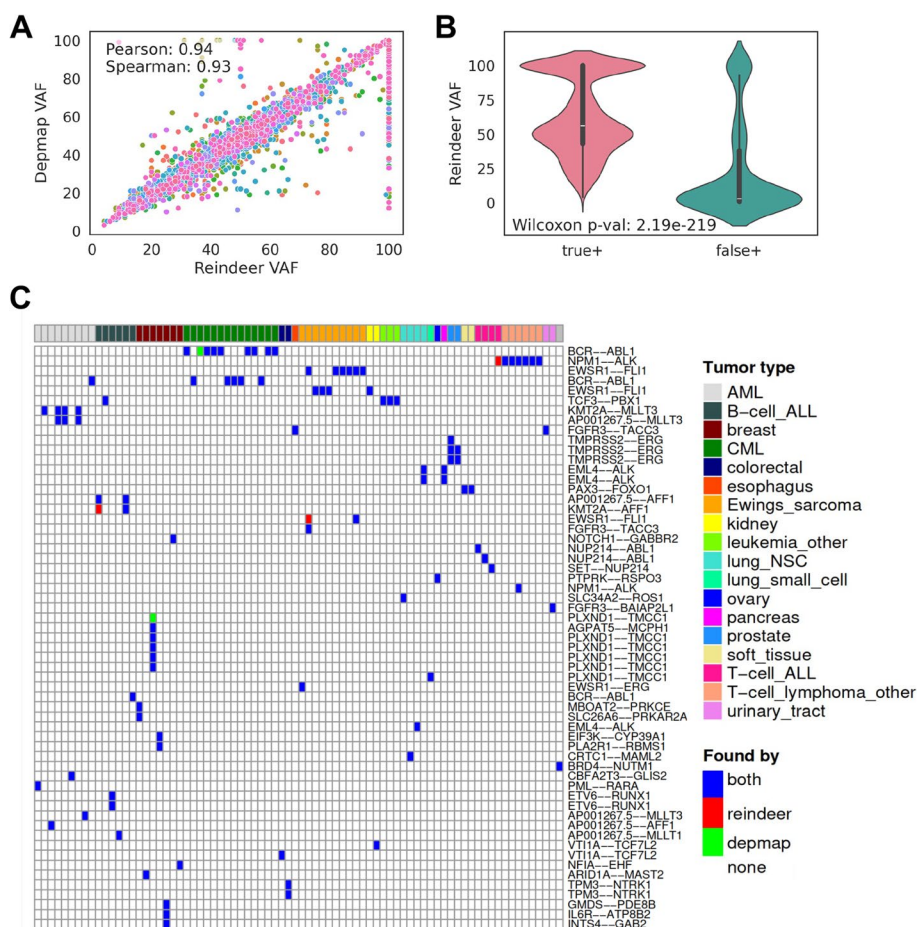 A
100
80
60
40
20
0
Depmap VAF
Pearson: 0.94
Spearman: 0.93
0
20
40
60
80
100
Reindeer VAF
B
100
75
50
25
0
Reindeer VAF
Wilcoxon p-val: 2.19e-219
true+
false+
C
BCR--ABL1
NPM1--ALK
EWSR1--FLI1
BCR--ABL1
EWSR1--FLI1
TCF3--PBX1
KMT2A--MLLT3
AP001267.5--MLLT3
FGFR3--TACC3
TMPRSS2--ERG
TMPRSS2--ERG
TMPRSS2--ERG
EML4--ALK
EML4--ALK
PAX3--FOXO1
AP001267.5--AFF1
KMT2A--AFF1
EWSR1--FLI1
FGFR3--TACC3
NOTCH1--GABBR2
NUP214--ABL1
NUP214--ABL1
SET--NUP214
PTPRK--RSPO3
NPM1--ALK
SLC34A2--ROS1
FGFR3--BAIAP2L1
PLXND1--TMCC1
AGPAT5--MCPH1
PLXND1--TMCC1
PLXND1--TMCC1
PLXND1--TMCC1
PLXND1--TMCC1
PLXND1--TMCC1
EWSR1--ERG
BCR--ABL1
MBOAT2--PRKCE
SLC26A6--PRKAR2A
EML4--ALK
EIF3K--CYP39A1
PLA2R1--RBMS1
CRTC1--MAML2
BRD4--NUTM1
CBFA2T3--GLIS2
PML--RARA
ETV6--RUNX1
ETV6--RUNX1
AP001267.5--MLLT3
AP001267.5--AFF1
AP001267.5--MLLT1
VTI1A--TCF7L2
VTI1A--TCF7L2
NFIA--EHF
ARID1A--MAST2
TPM3--NTRK1
TPM3--NTRK1
GMDS--PDE8B
IL6R--ATP8B2
INTS4--GAB2
Tumor type
AML
B-cell_ALL
breast
CML
colorectal
esophagus
Ewings_sarcoma
kidney
leukemia_other
lung_NSC
lung_small_cell
ovary
pancreas
prostate
soft_tissue
T-cell_ALL
T-cell_lymphoma_other
urinary_tract
Found by
both
reindeer
depmap
none